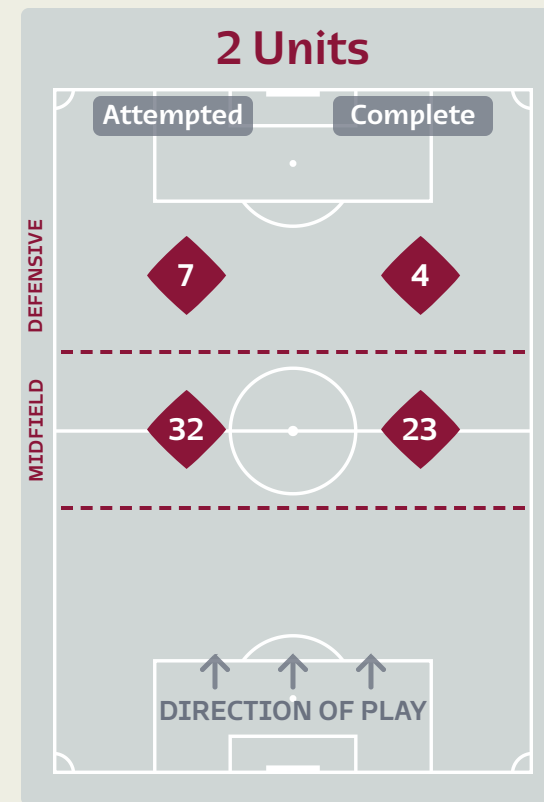 2 Units
Attempted Complete
DEFENSIVE
7 4
MIDFIELD
32 23
DIRECTION OF PLAY